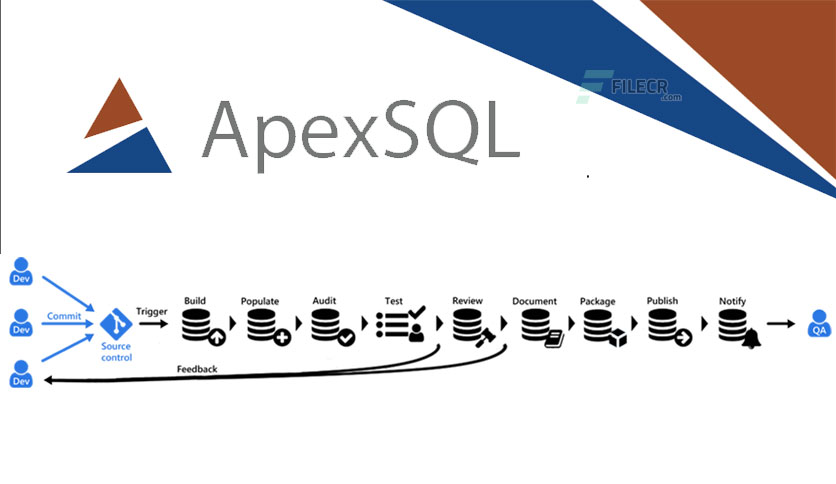 FILECR
.com
ApexSQL
Dev
Commit
Dev
Dev
Source
control
Trigger
Build
Populate
Audit
Test
Review
Document
Package
Publish
Notify
QA
Feedback